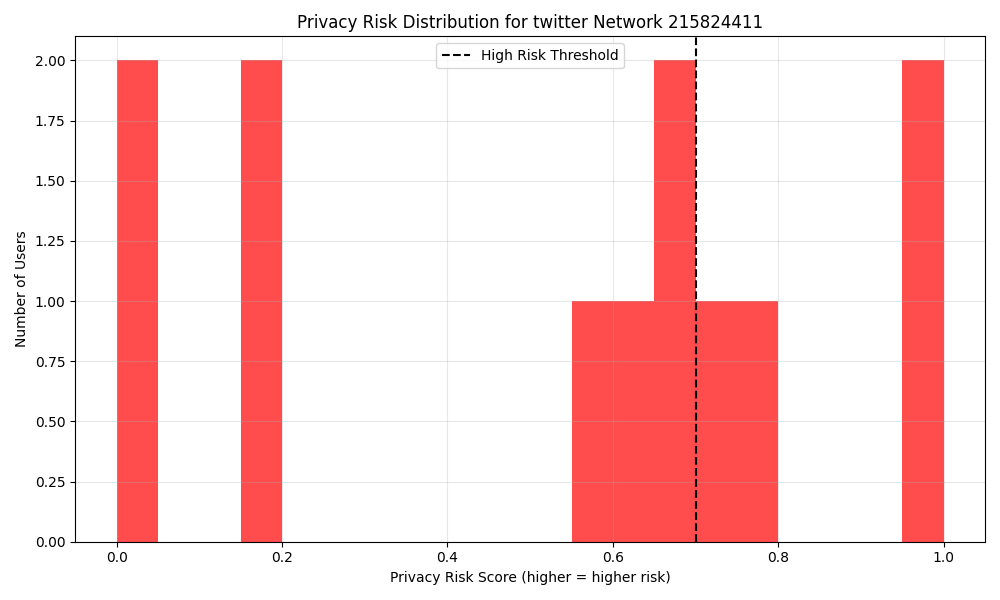 Privacy Risk Distribution for twitter Network 215824411
High Risk Threshold
Number of Users
2.00
1.75
1.50
1.25
1.00
0.75
0.50
0.25
0.00
0.0 0.2 0.4 0.6 0.8 1.0
Privacy Risk Score (higher = higher risk)